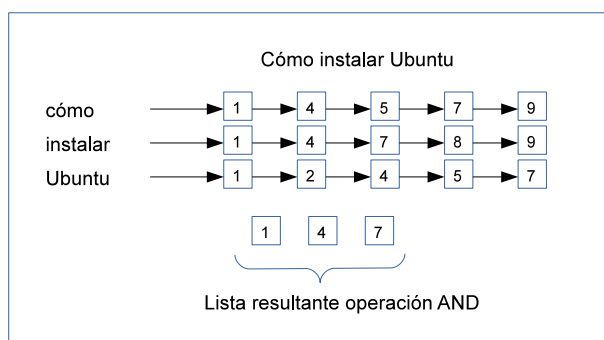 Cómo instalar Ubuntu
cómo 1 4 5 7 9
instalar 1 4 7 8 9
Ubuntu 1 2 4 5 7
1 4 7
Lista resultante operación AND